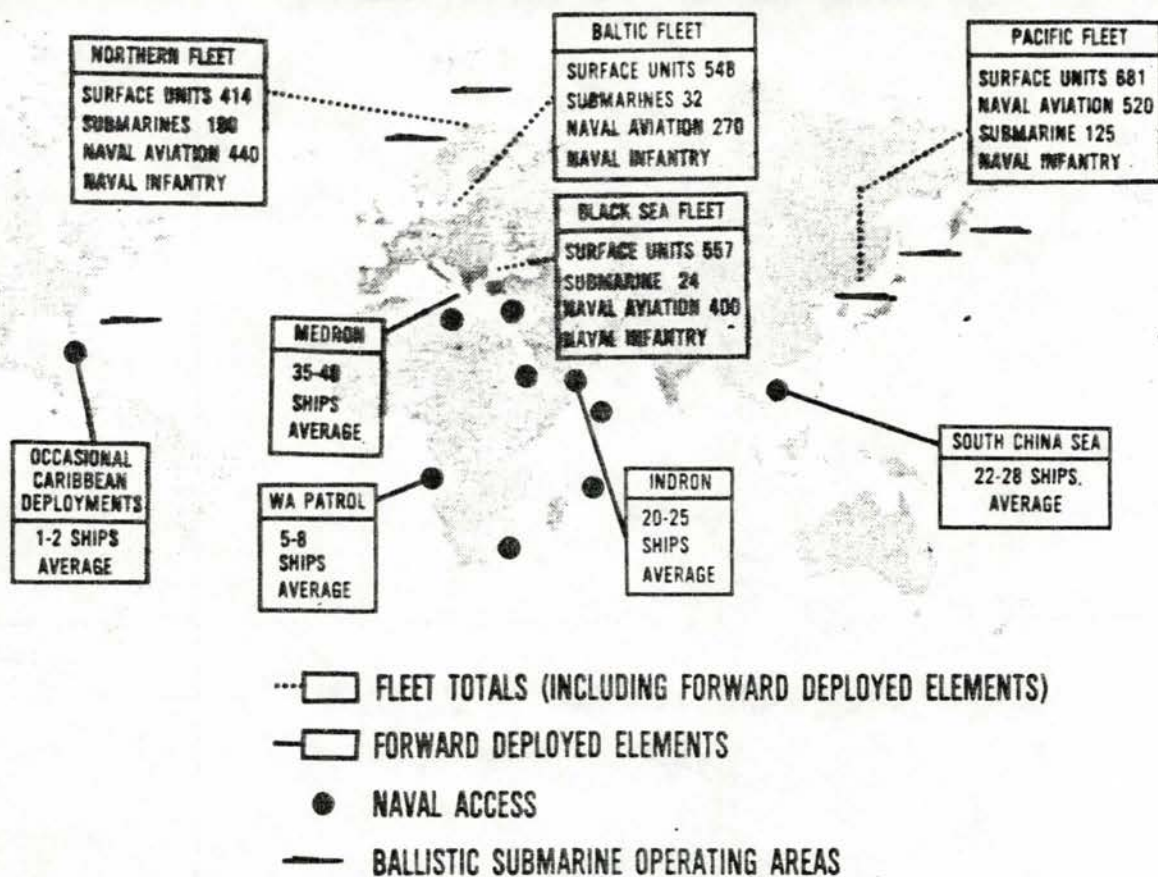 NORTHERN FLEET
SURFACE UNITS 414
SUBMARINES 180
NAVAL AVIATION 440
NAVAL INFANTRY
BALTIC FLEET
SURFACE UNITS 548
SUBMARINES 32
NAVAL AVIATION 270
NAVAL INFANTRY
PACIFIC FLEET
SURFACE UNITS 681
NAVAL AVIATION 520
SUBMARINE 125
NAVAL INFANTRY
BLACK SEA FLEET
SURFACE UNITS 557
SUBMARINE 24
NAVAL AVIATION 400
NAVAL INFANTRY
MEDRON
35-48
SHIPS
AVERAGE
OCCASIONAL
CARIBBEAN
DEPLOYMENTS
1-2 SHIPS
AVERAGE
WA PATROL
5-8
SHIPS
AVERAGE
INDRON
20-25
SHIPS
AVERAGE
SOUTH CHINA SEA
22-28 SHIPS
AVERAGE
FLEET TOTALS (INCLUDING FORWARD DEPLOYED ELEMENTS)
FORWARD DEPLOYED ELEMENTS
NAVAL ACCESS
BALLISTIC SUBMARINE OPERATING AREAS